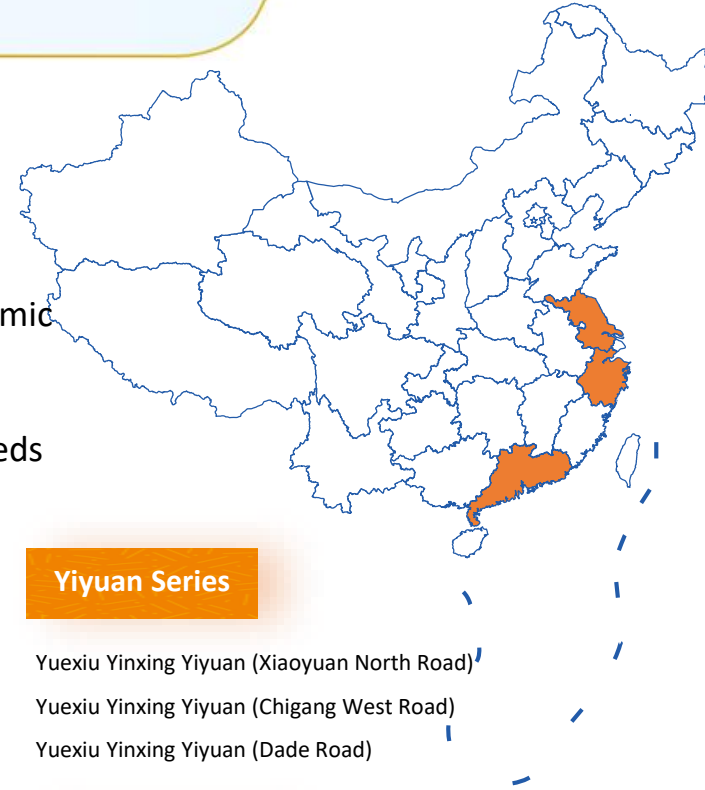 mic
eds
Yiyuan Series
Yuexiu Yinxing Yiyuan (Xiaoyuan North Road)
Yuexiu Yinxing Yiyuan (Chigang West Road)
Yuexiu Yinxing Yiyuan (Dade Road)